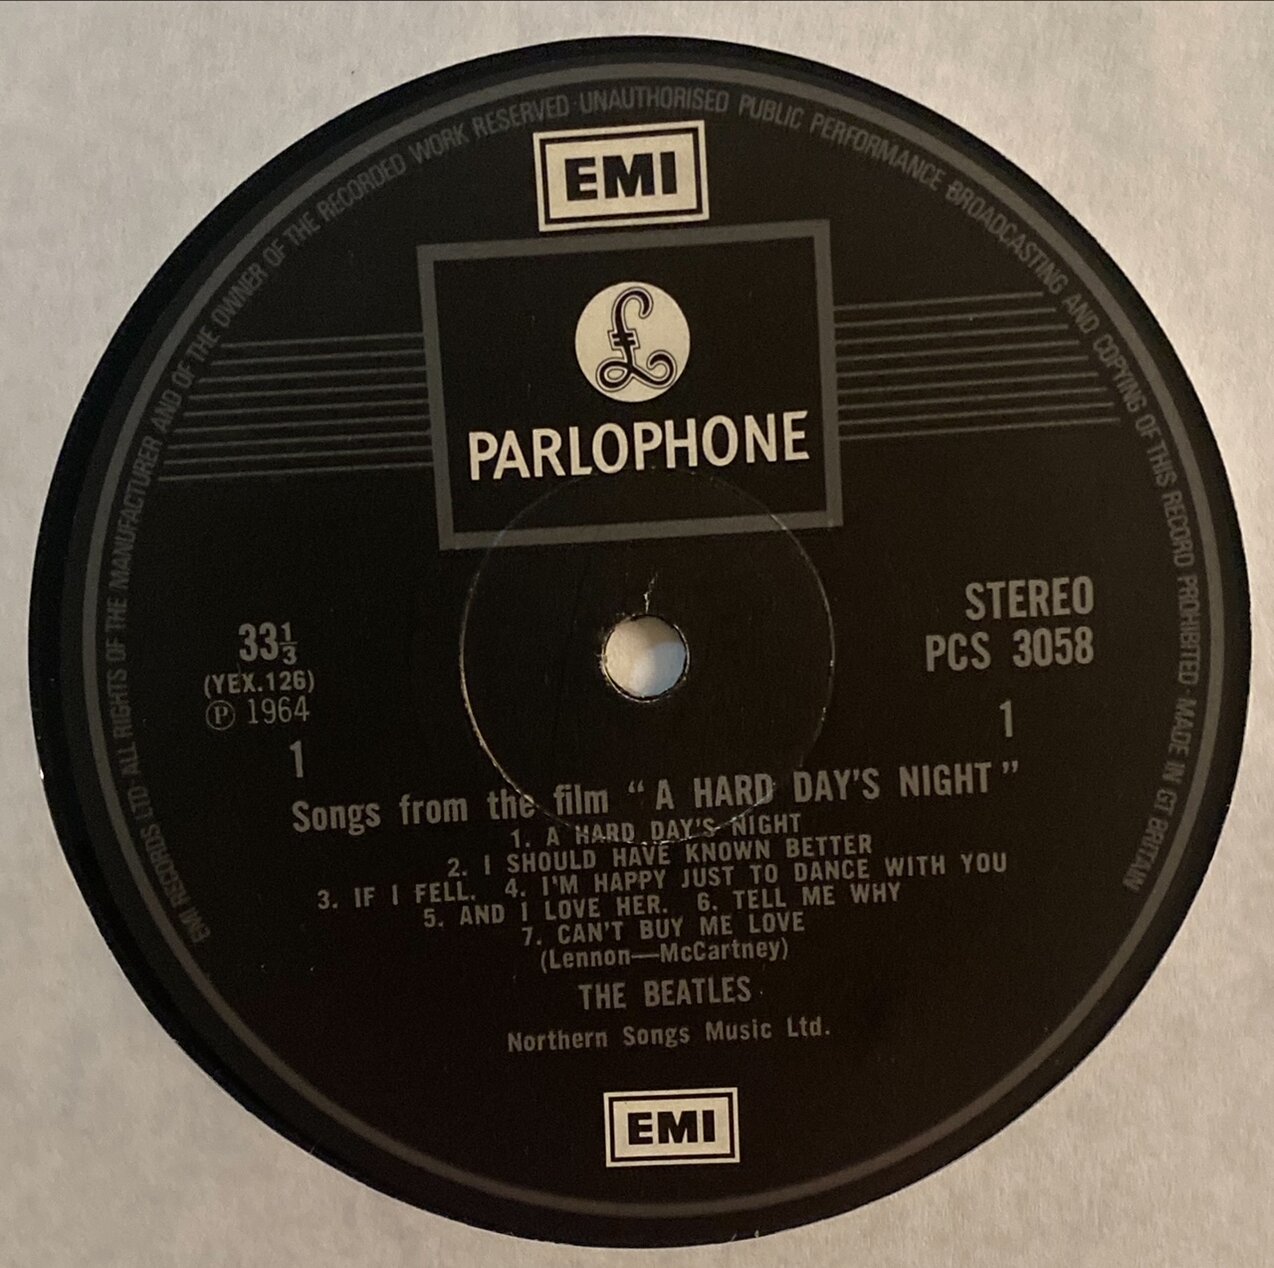 EMI RECORDS LTD · ALL RIGHTS OF THE MANUFACTURER AND OF THE OWNER OF THE RECORDED WORK RESERVED · UNAUTHORISED PUBLIC PERFORMANCE BROADCASTING AND COPYING OF THIS RECORD PROHIBITED · MADE IN GT BRITAIN
EMI
£
PARLOPHONE
33⅓
(YEX.126)
Ⓟ 1964
1
STEREO
PCS 3058
1
Songs from the film “A HARD DAY'S NIGHT”
1. A HARD DAY'S NIGHT
2. I SHOULD HAVE KNOWN BETTER
3. IF I FELL. 4. I'M HAPPY JUST TO DANCE WITH YOU
5. AND I LOVE HER. 6. TELL ME WHY
7. CAN'T BUY ME LOVE
(Lennon—McCartney)
THE BEATLES
Northern Songs Music Ltd.
EMI